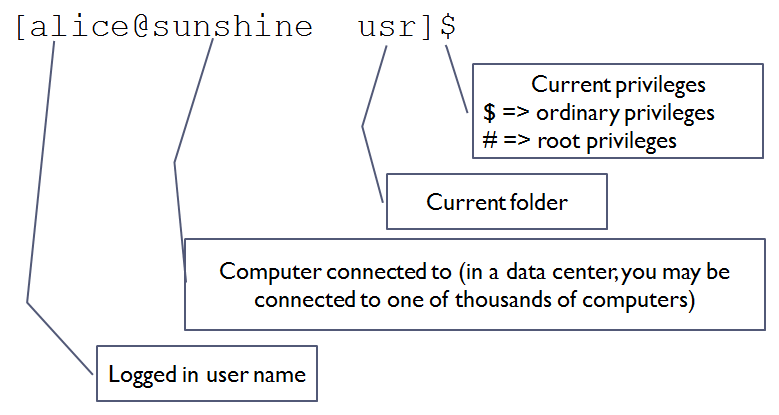 [alice@sunshine usr]$
Current privileges
$ => ordinary privileges
# => root privileges
Current folder
Computer connected to (in a data center, you may be
connected to one of thousands of computers)
Logged in user name